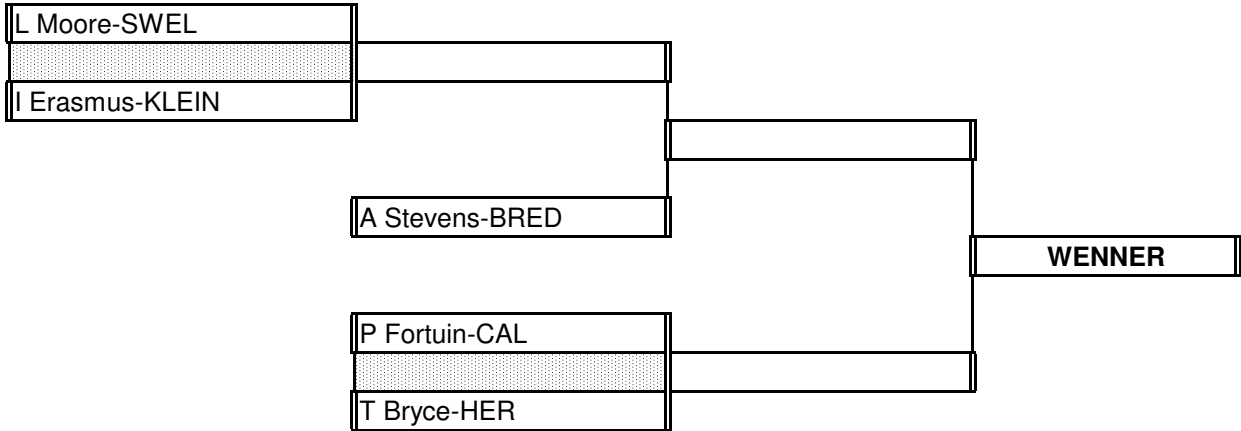 L Moore-SWEL
I Erasmus-KLEIN
A Stevens-BRED
WENNER
P Fortuin-CAL
T Bryce-HER